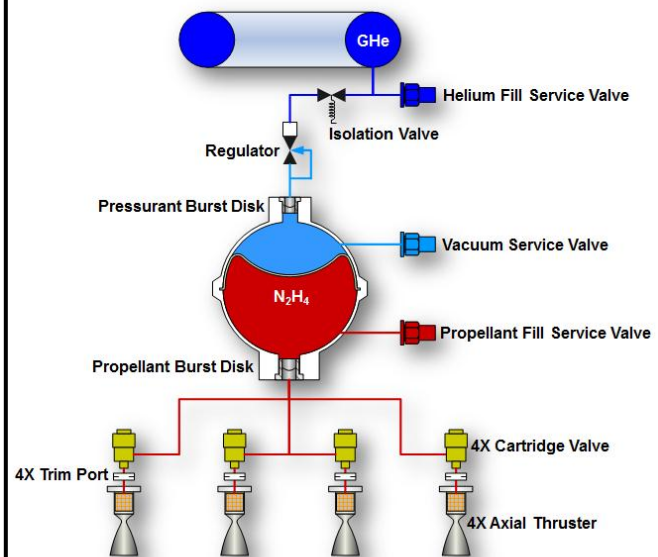 GHe
Helium Fill Service Valve
Isolation Valve
Regulator
Pressurant Burst Disk
Vacuum Service Valve
N₂H₄
Propellant Fill Service Valve
Propellant Burst Disk
4X Cartridge Valve
4X Trim Port
4X Axial Thruster